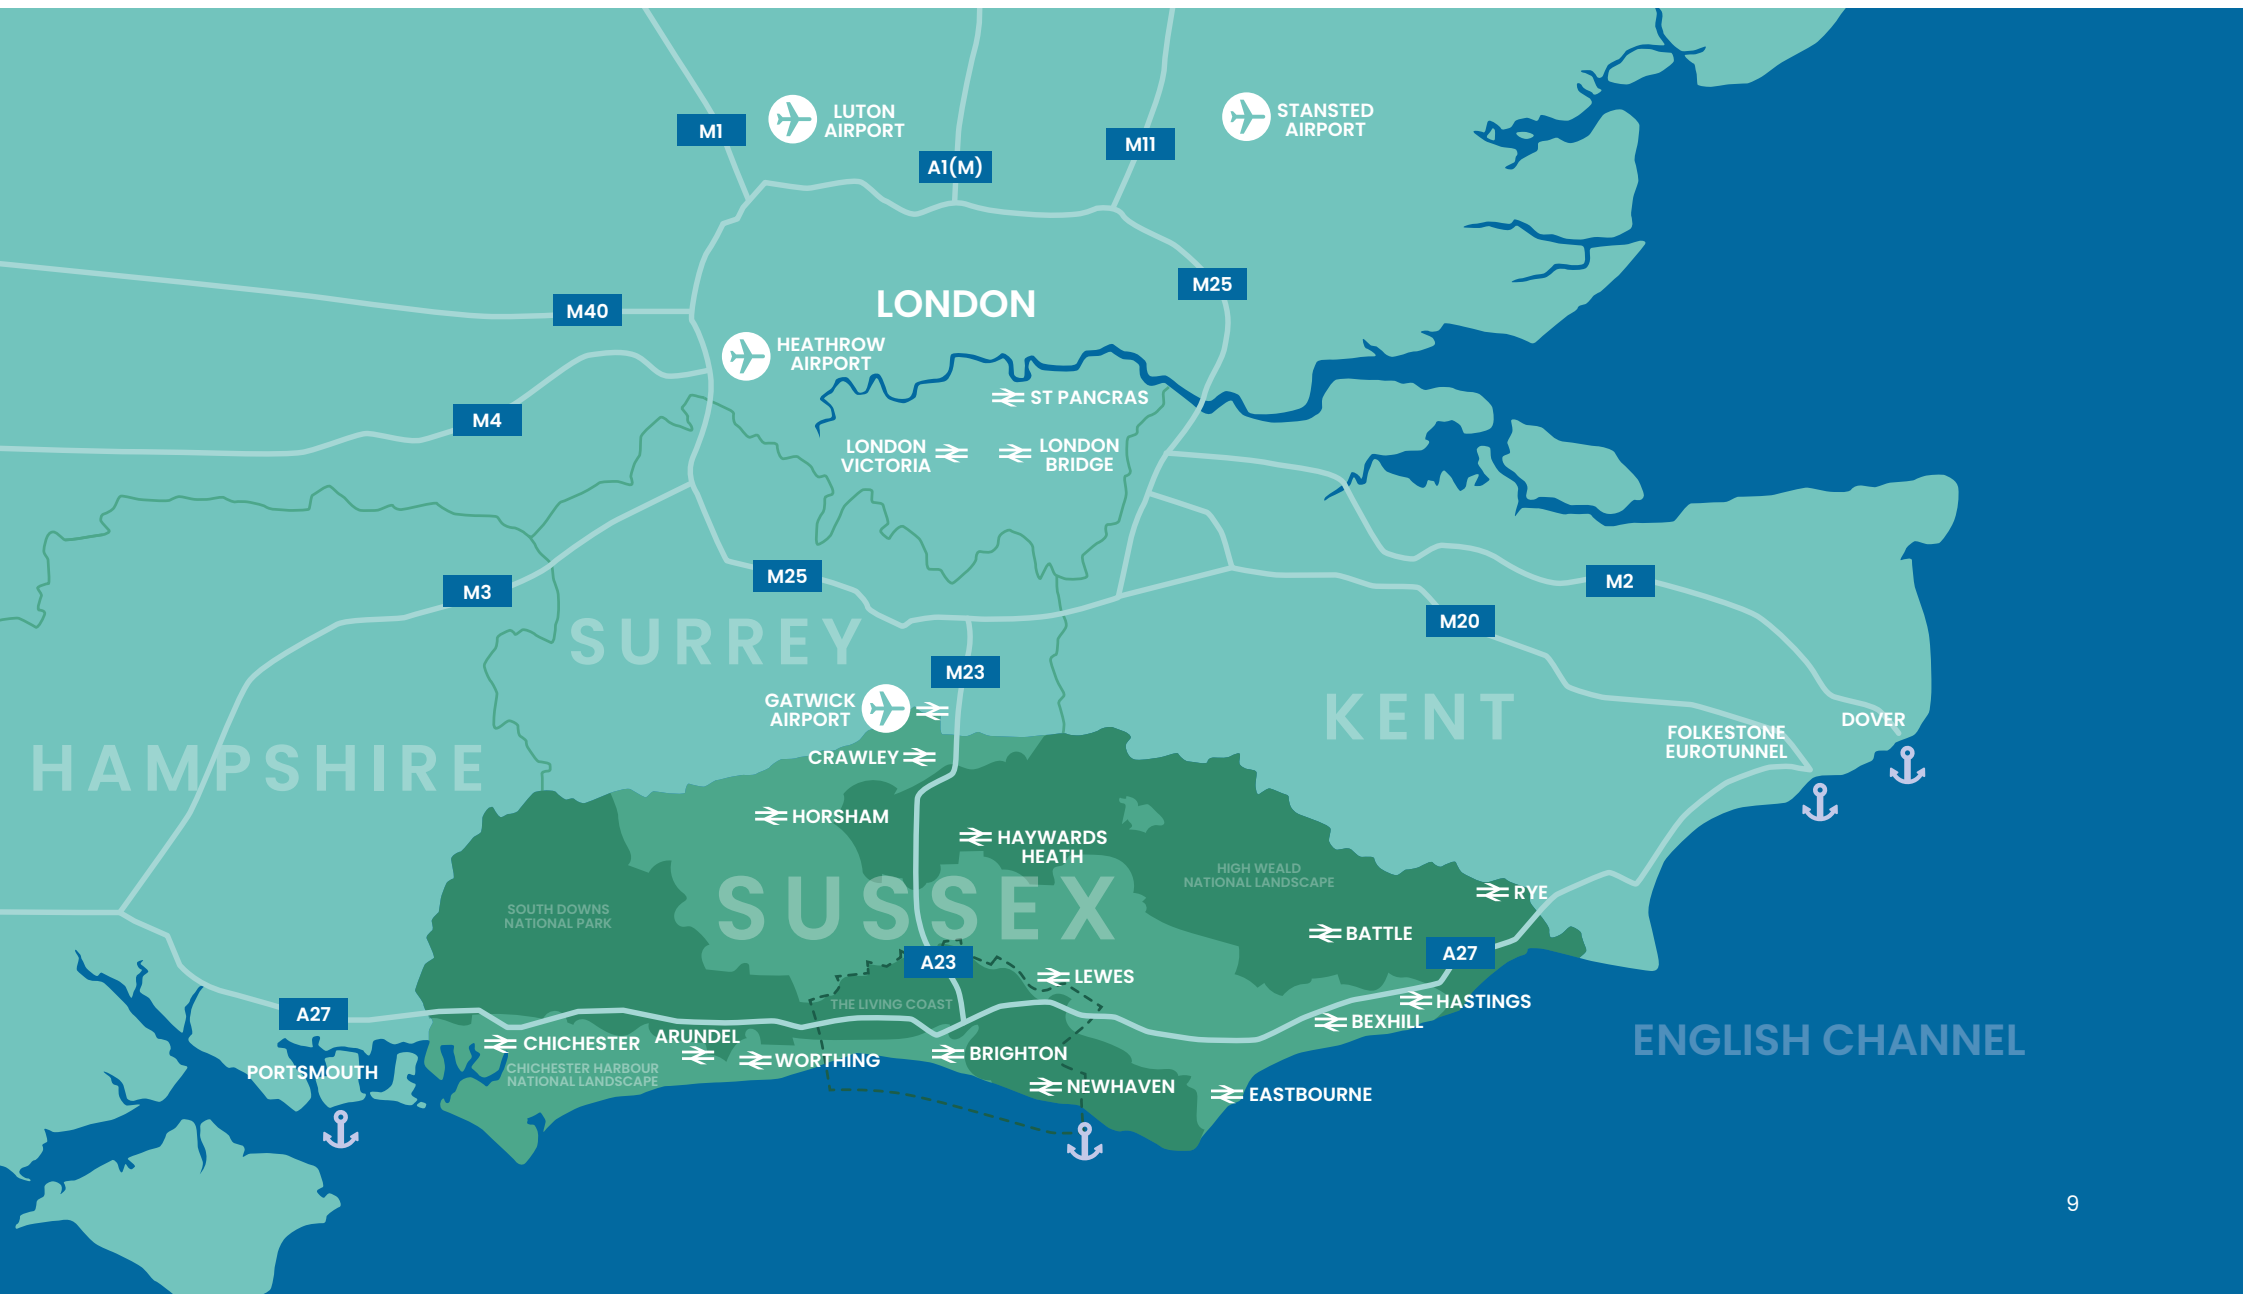 LUTON
AIRPORT
STANSTED
AIRPORT
M1
M11
A1(M)
M25
LONDON
M40
HEATHROW
AIRPORT
ST PANCRAS
M4
LONDON
VICTORIA
LONDON
BRIDGE
M25
M2
M3
M20
SURREY
M23
GATWICK
AIRPORT
KENT
DOVER
FOLKESTONE
EUROTUNNEL
HAMPSHIRE
CRAWLEY
HORSHAM
HAYWARDS
HEATH
HIGH WEALD
NATIONAL LANDSCAPE
RYE
SUSSEX
SOUTH DOWNS
NATIONAL PARK
BATTLE
A23
A27
LEWES
THE LIVING COAST
HASTINGS
A27
BEXHILL
ARUNDEL
CHICHESTER
ENGLISH CHANNEL
BRIGHTON
WORTHING
PORTSMOUTH
CHICHESTER HARBOUR
NATIONAL LANDSCAPE
NEWHAVEN
EASTBOURNE
9